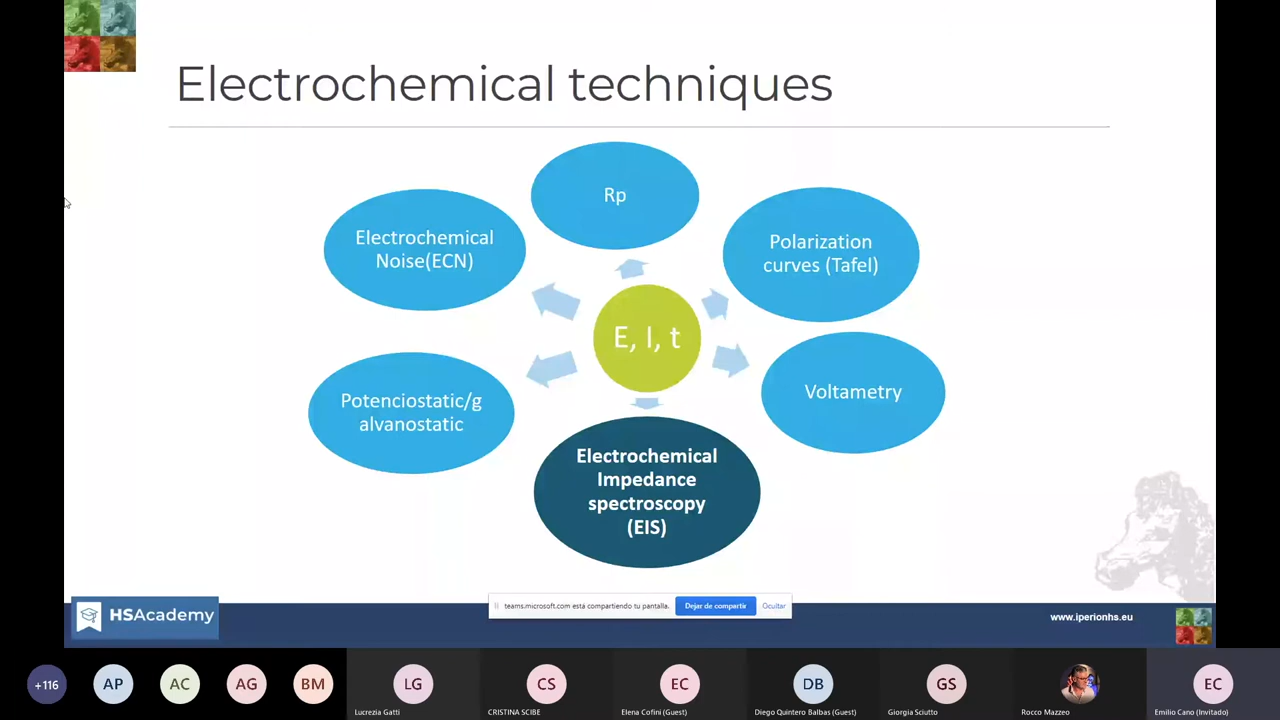 Electrochemical techniques
Rp
Electrochemical
Noise(ECN)
Polarization
curves (Tafel)
E, I, t
Potenciostatic/g
alvanostatic
Voltametry
Electrochemical
Impedance
spectroscopy
(EIS)
teams.microsoft.com está compartiendo tu pantalla.
Dejar de compartir
Ocultar
HSAcademy
www.iperionhs.eu
+116
AP
AC
AG
BM
LG
CS
EC
DB
GS
EC
Lucrezia Gatti
CRISTINA SCIBE
Elena Cofini (Guest)
Diego Quintero Balbas (Guest)
Giorgia Sciutto
Rocco Mazzeo
Emilio Cano (Invitado)